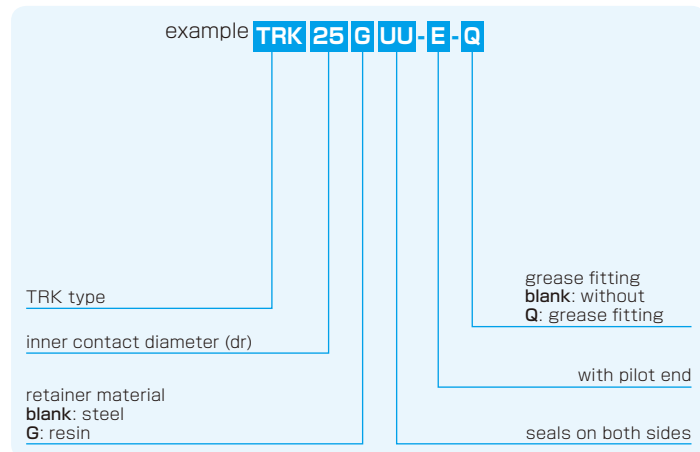 example TRK 25 G UU - E - Q
TRK type
inner contact diameter (dr)
retainer material
blank: steel
G: resin
grease fitting
blank: without
Q: grease fitting
with pilot end
seals on both sides